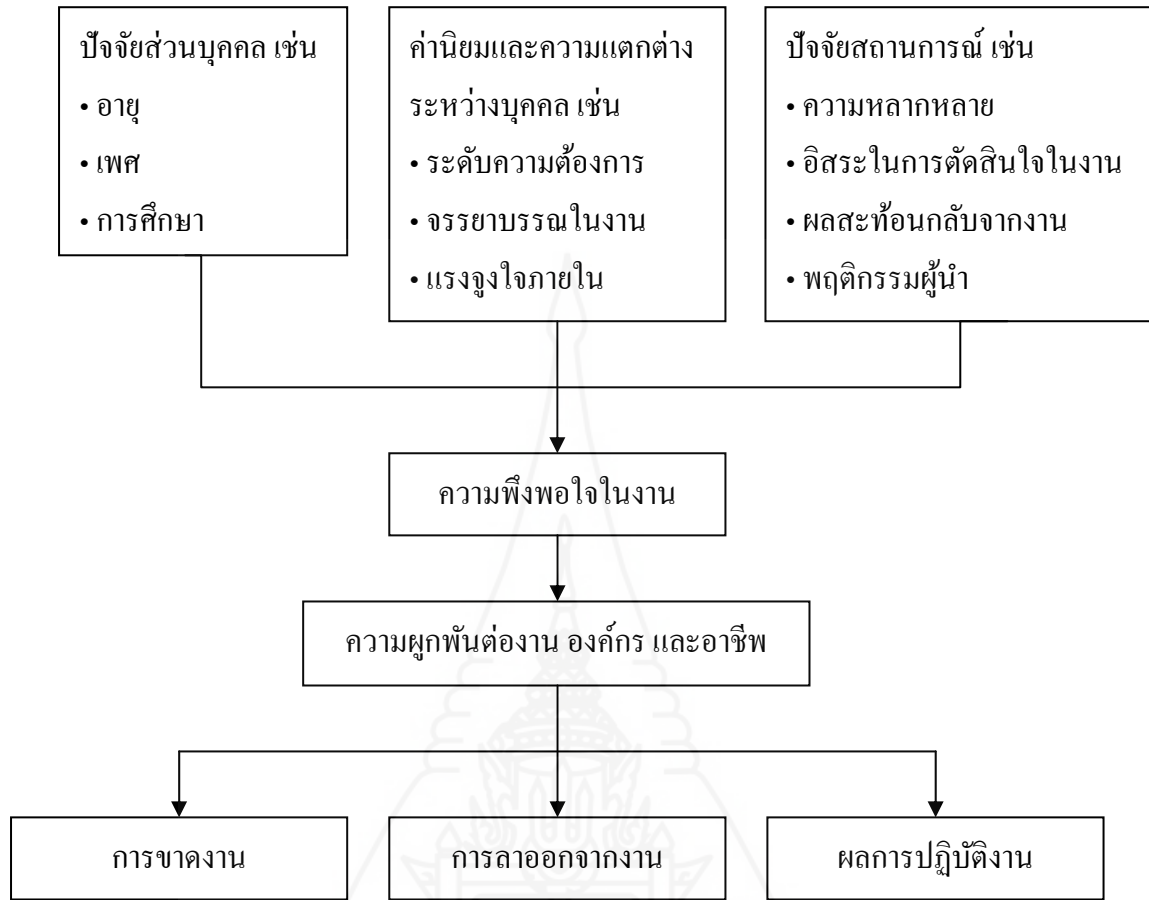 ปัจจัยส่วนบุคคล เช่น
• อายุ
• เพศ
• การศึกษา
ค่านิยมและความแตกต่าง
ระหว่างบุคคล เช่น
• ระดับความต้องการ
• จรรยาบรรณในงาน
• แรงจูงใจภายใน
ปัจจัยสถานการณ์ เช่น
• ความหลากหลาย
• อิสระในการตัดสินใจในงาน
• ผลสะท้อนกลับจากงาน
• พฤติกรรมผู้นำ
ความพึงพอใจในงาน
ความผูกพันต่องาน องค์กร และอาชีพ
การขาดงาน
การลาออกจากงาน
ผลการปฏิบัติงาน